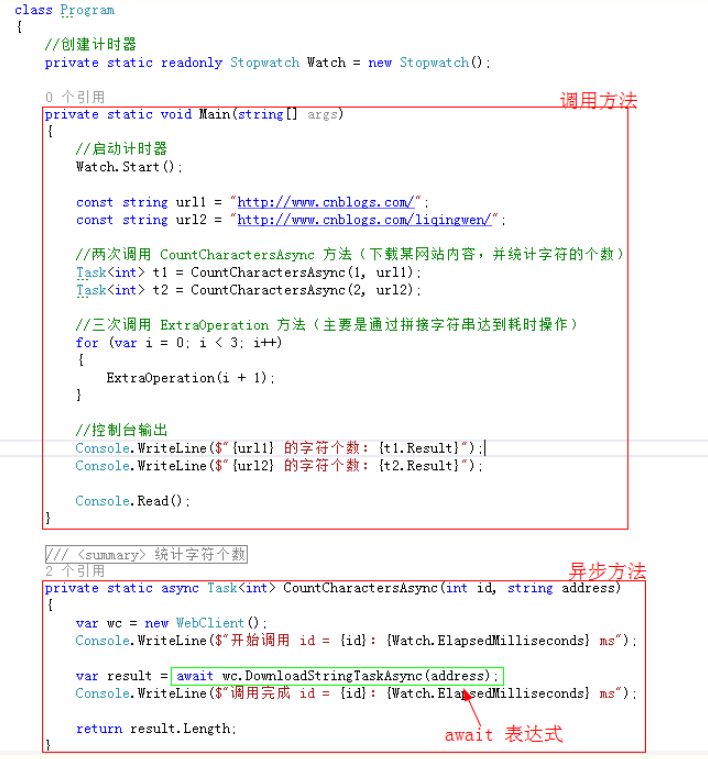 class Program
{
//创建计时器
private static readonly Stopwatch Watch = new Stopwatch();
0 个引用
调用方法
private static void Main(string[] args)
{
//启动计时器
Watch.Start();
const string url1 = "http://www.cnblogs.com/";
const string url2 = "http://www.cnblogs.com/liqingwen/";
//两次调用 CountCharactersAsync 方法（下载某网站内容，并统计字符的个数）
Task<int> t1 = CountCharactersAsync(1, url1);
Task<int> t2 = CountCharactersAsync(2, url2);
//三次调用 ExtraOperation 方法（主要是通过拼接字符串达到耗时操作）
for (var i = 0; i < 3; i++)
{
ExtraOperation(i + 1);
}
//控制台输出
Console.WriteLine($"{url1} 的字符个数：{t1.Result}");
Console.WriteLine($"{url2} 的字符个数：{t2.Result}");
Console.Read();
}
/// <summary> 统计字符个数
2 个引用
异步方法
private static async Task<int> CountCharactersAsync(int id, string address)
{
var wc = new WebClient();
Console.WriteLine($"开始调用 id = {id}：{Watch.ElapsedMilliseconds} ms");
var result = await wc.DownloadStringTaskAsync(address);
Console.WriteLine($"调用完成 id = {id}：{Watch.ElapsedMilliseconds} ms");
return result.Length;
await 表达式
}